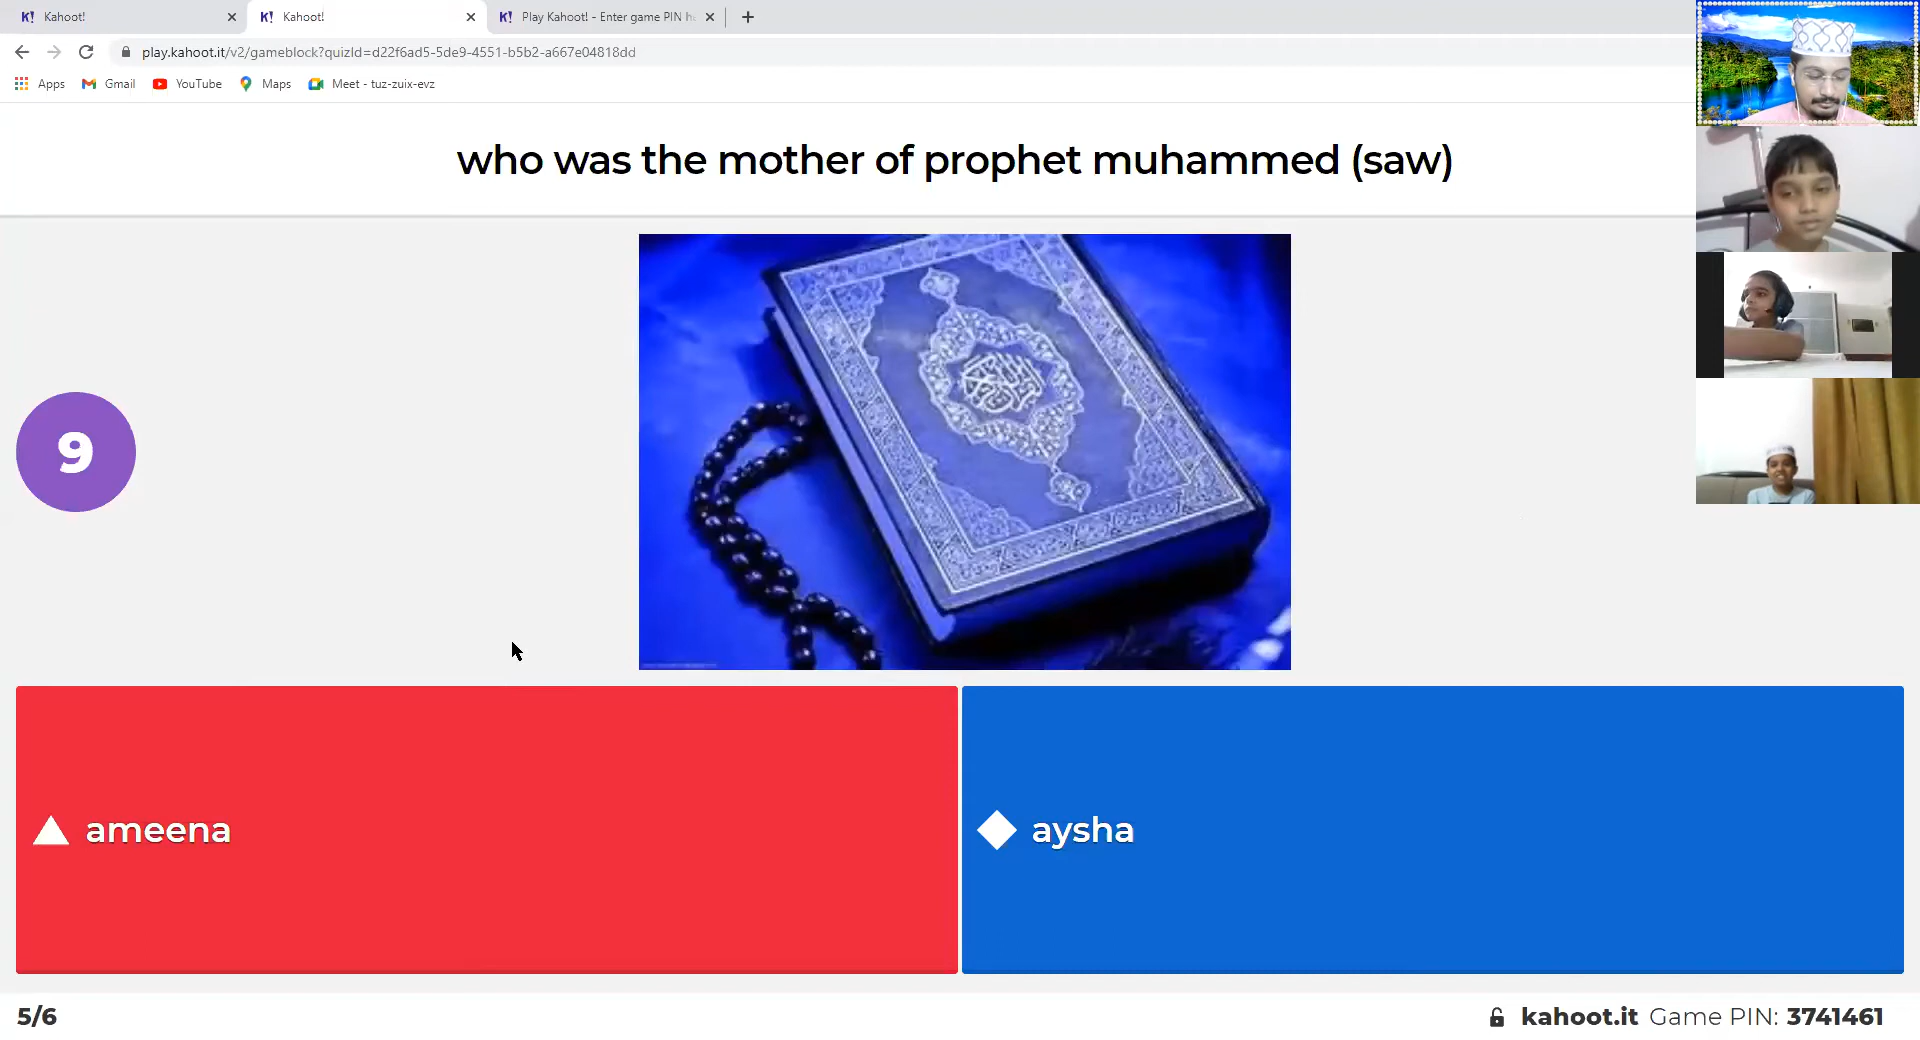 Kahoot!
Kahoot!
Play Kahoot! - Enter game PIN
play.kahoot.it/v2/gameblock?quizId=d22f6ad5-5de9-4551-b5b2-a667e04818dd
Apps Gmail YouTube Maps Meet - tuz-zuix-evz
who was the mother of prophet muhammed (saw)
9
ameena
aysha
5/6
kahoot.it Game PIN: 3741461